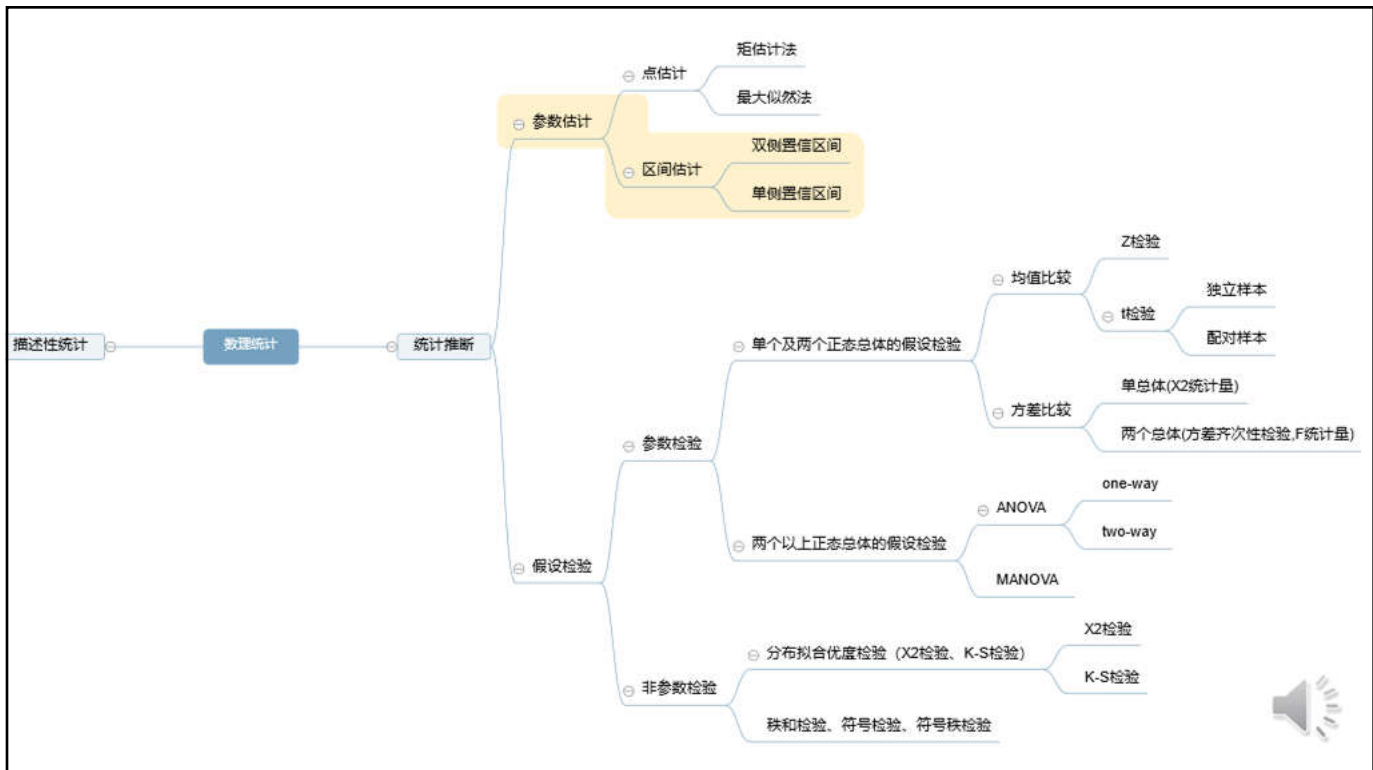 矩估计法
点估计
最大似然法
参数估计
双侧置信区间
区间估计
单侧置信区间
Z检验
均值比较
独立样本
t检验
配对样本
描述性统计
数理统计
统计推断
单个及两个正态总体的假设检验
单总体(X2统计量)
方差比较
两个总体(方差齐次性检验,F统计量)
参数检验
one-way
ANOVA
two-way
两个以上正态总体的假设检验
MANOVA
假设检验
X2检验
分布拟合优度检验（X2检验、K-S检验）
K-S检验
非参数检验
秩和检验、符号检验、符号秩检验